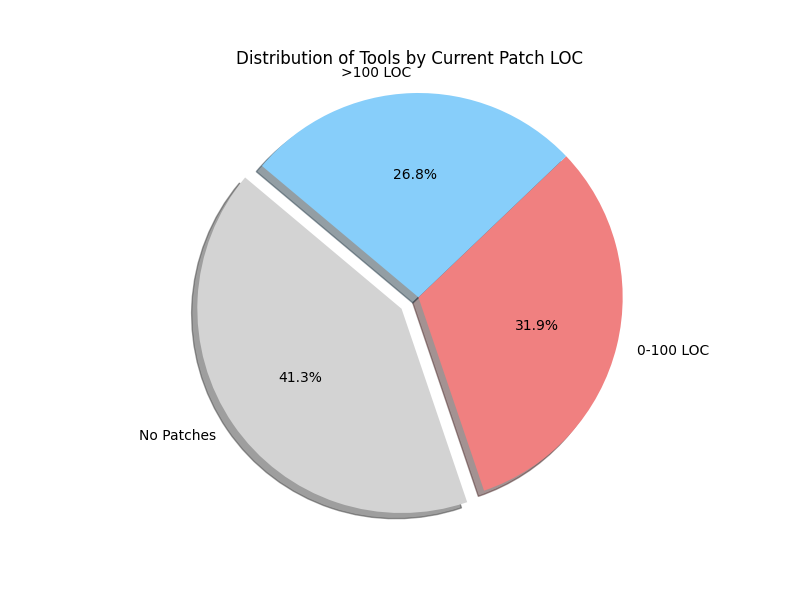 Distribution of Tools by Current Patch LOC
>100 LOC
26.8%
31.9%
0-100 LOC
41.3%
No Patches